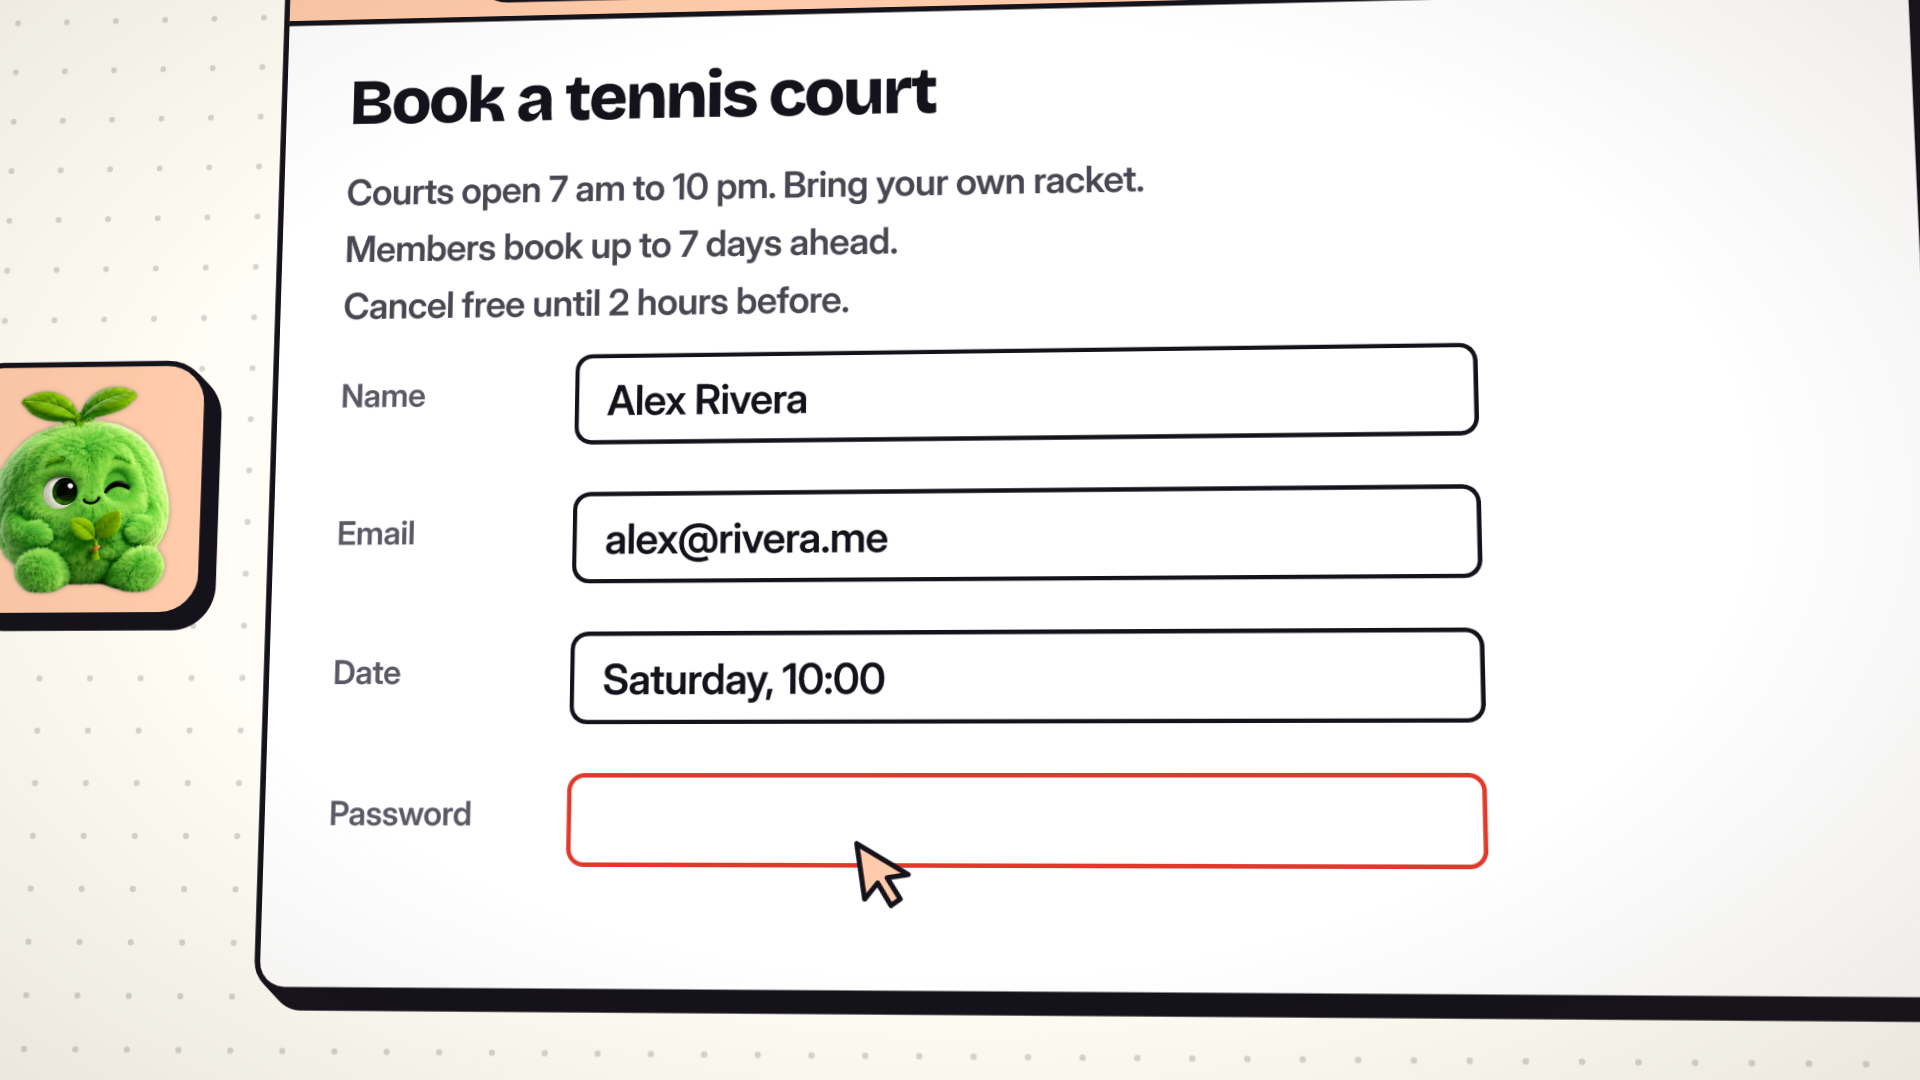 Book a tennis court
Courts open 7 am to 10 pm. Bring your own racket.
Members book up to 7 days ahead.
Cancel free until 2 hours before.
Name
Alex Rivera
Email
alex@rivera.me
Date
Saturday, 10:00
Password